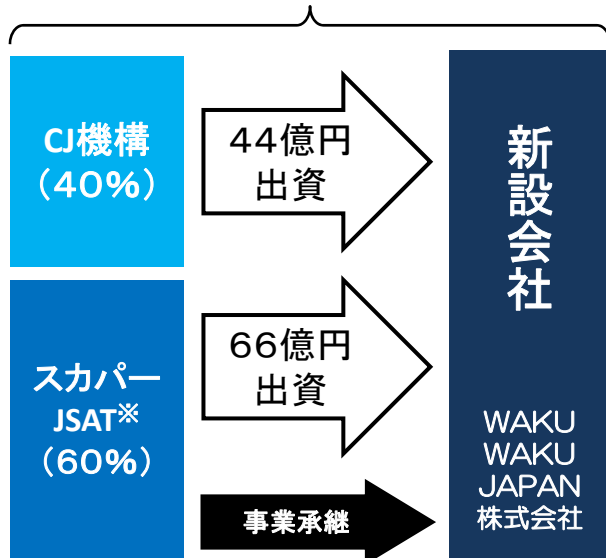 CJ機構
(40%)
44億円
出資
スカパー
JSAT※
(60%)
66億円
出資
事業承継
新設会社
WAKU
WAKU
JAPAN
株式会社